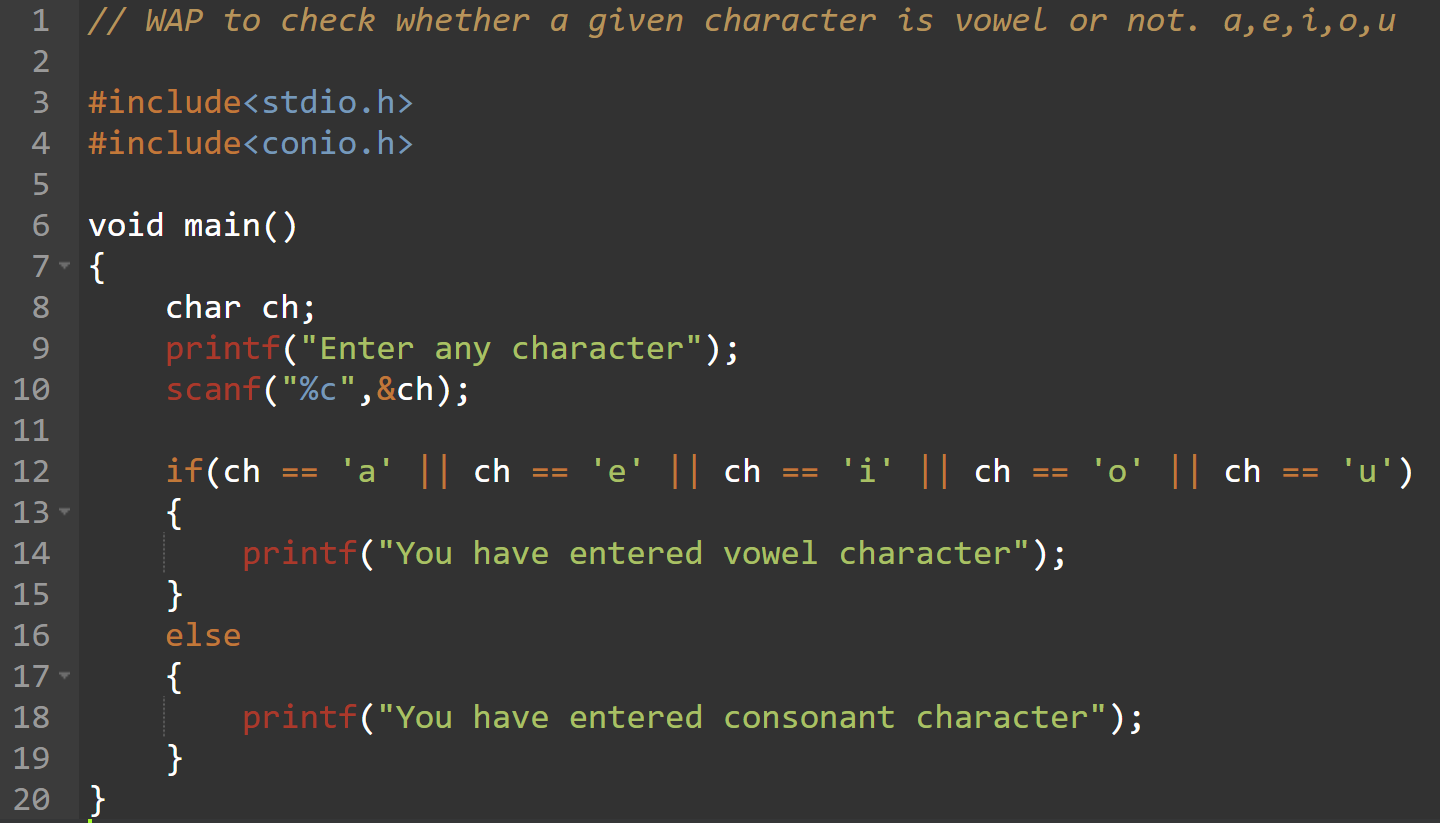 1 // WAP to check whether a given character is vowel or not. a,e,i,o,u
2
3 #include<stdio.h>
4 #include<conio.h>
5
6 void main()
7 {
8     char ch;
9     printf("Enter any character");
10     scanf("%c",&ch);
11
12     if(ch == 'a' || ch == 'e' || ch == 'i' || ch == 'o' || ch == 'u')
13     {
14         printf("You have entered vowel character");
15     }
16     else
17     {
18         printf("You have entered consonant character");
19     }
20 }